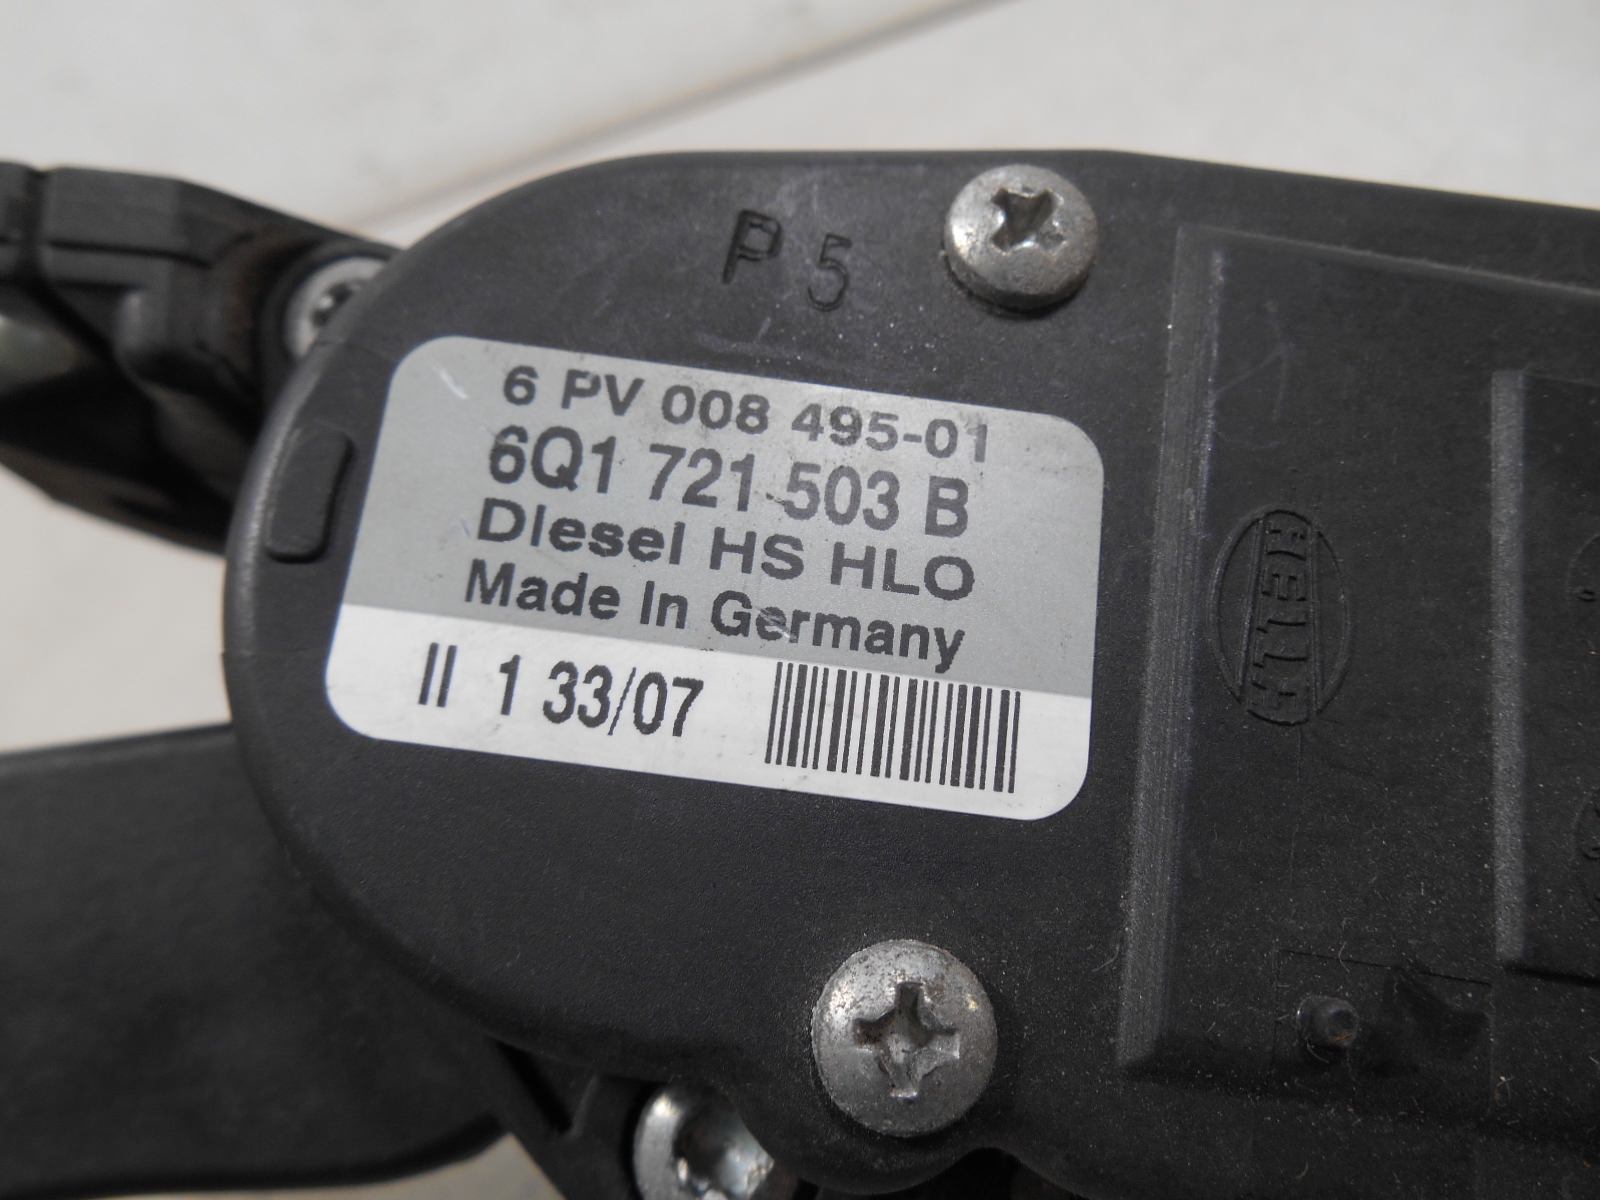 P 5
6 PV 008 495-01
6Q1 721 503 B
Diesel HS HLO
Made in Germany
II 1 33/07
HELLA